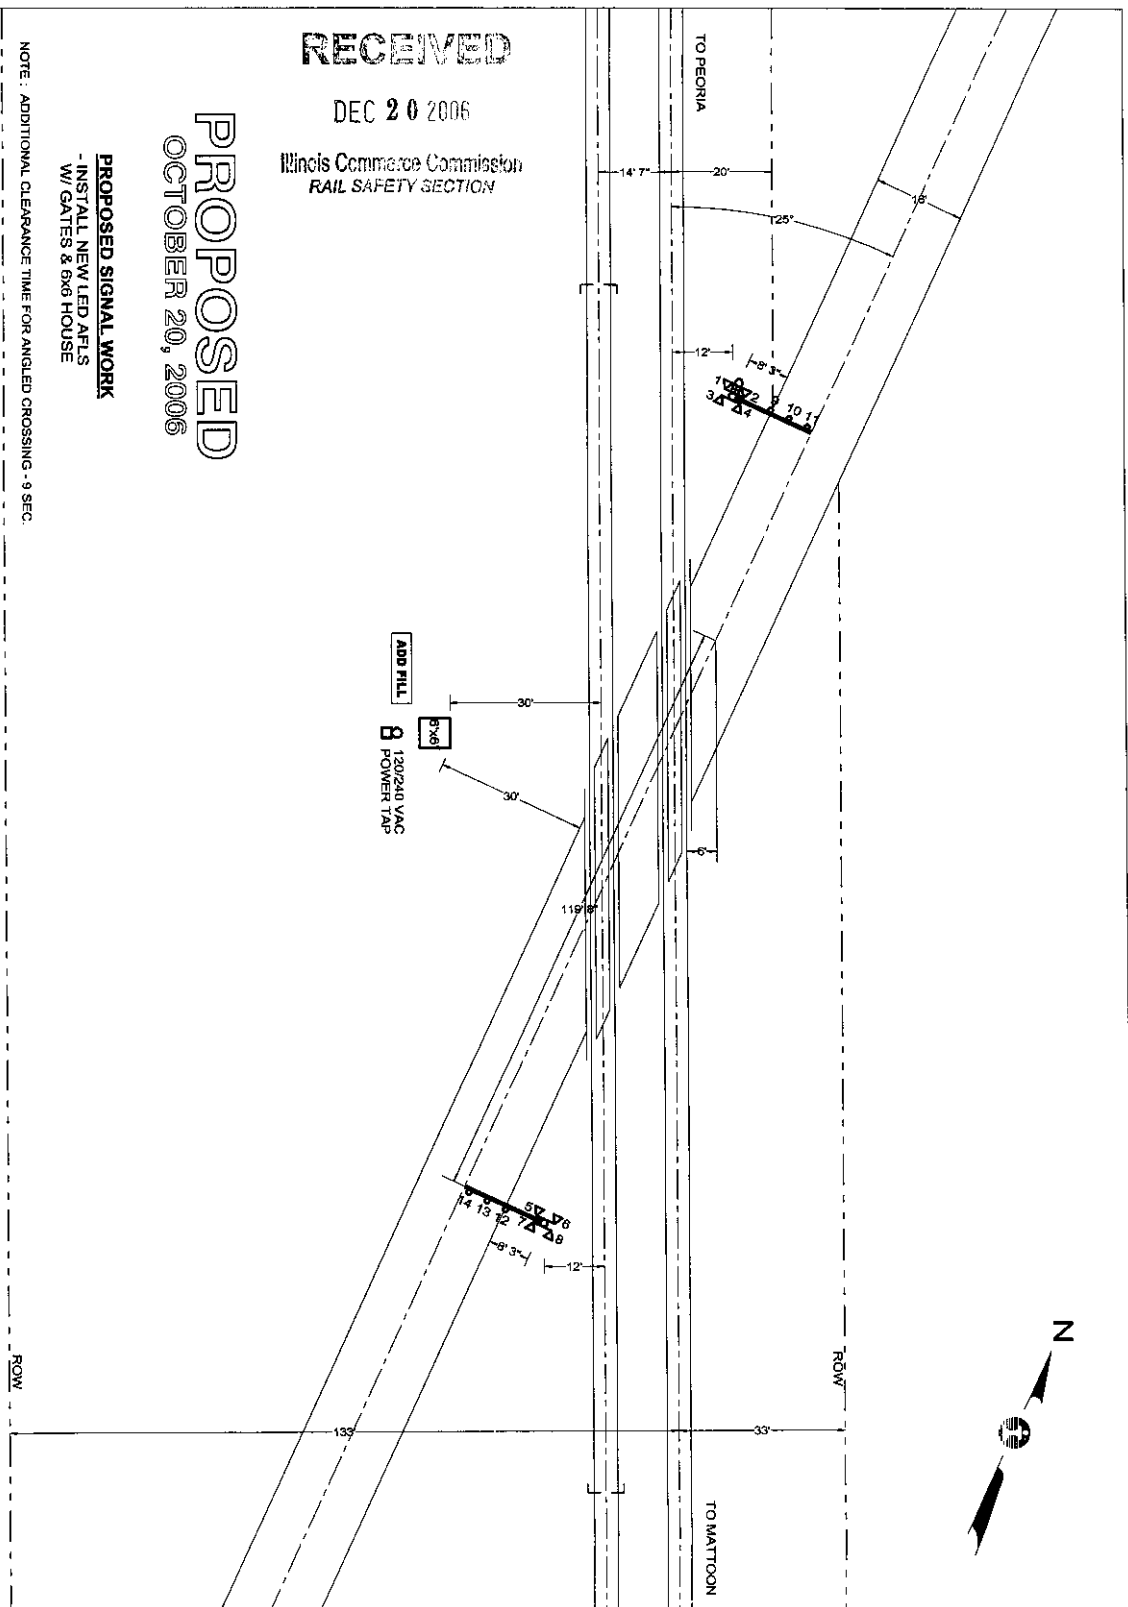 RECEIVED
DEC 20 2006
Illinois Commerce Commission
RAIL SAFETY SECTION
PROPOSED
OCTOBER 20, 2006
PROPOSED SIGNAL WORK
- INSTALL NEW LED AFLS
W/ GATES & 6x6 HOUSE
NOTE : ADDITIONAL CLEARANCE TIME FOR ANGLED CROSSING - 9 SEC.
TO PEORIA
14' 7"
20'
25°
18'
12'
8' 3"
1
2
3
4
9
10
11
ADD FILL
6'x6'
120/240 VAC
POWER TAP
30'
30'
6'
119' 8"
14
13
12
5
6
7
8
8' 3"
12'
N
ROW
133'
33'
ROW
TO MATTOON